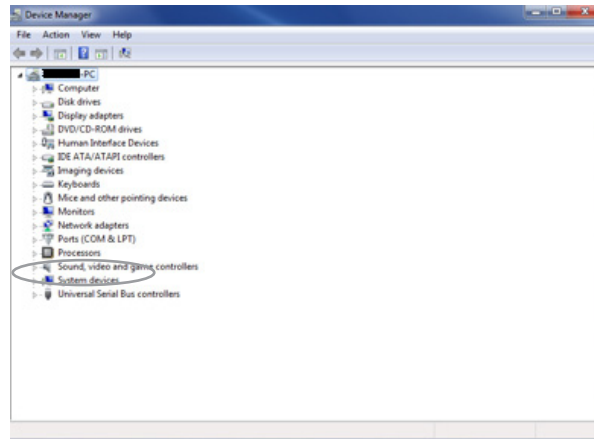 Device Manager
File Action View Help
-PC
Computer
Disk drives
Display adapters
DVD/CD-ROM drives
Human Interface Devices
IDE ATA/ATAPI controllers
Imaging devices
Keyboards
Mice and other pointing devices
Monitors
Network adapters
Ports (COM & LPT)
Processors
Sound, video and game controllers
System devices
Universal Serial Bus controllers